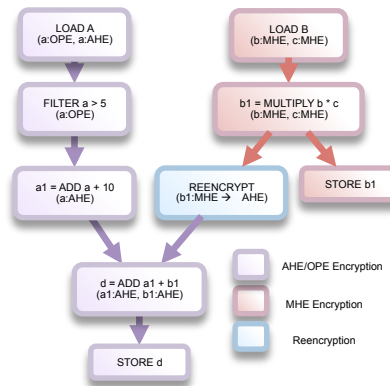 LOAD A
(a:OPE, a:AHE)
LOAD B
(b:MHE, c:MHE)
FILTER a > 5
(a:OPE)
b1 = MULTIPLY b * c
(b:MHE, c:MHE)
a1 = ADD a + 10
(a:AHE)
REENCRYPT
(b1:MHE → AHE)
STORE b1
d = ADD a1 + b1
(a1:AHE, b1:AHE)
STORE d
AHE/OPE Encryption
MHE Encryption
Reencryption